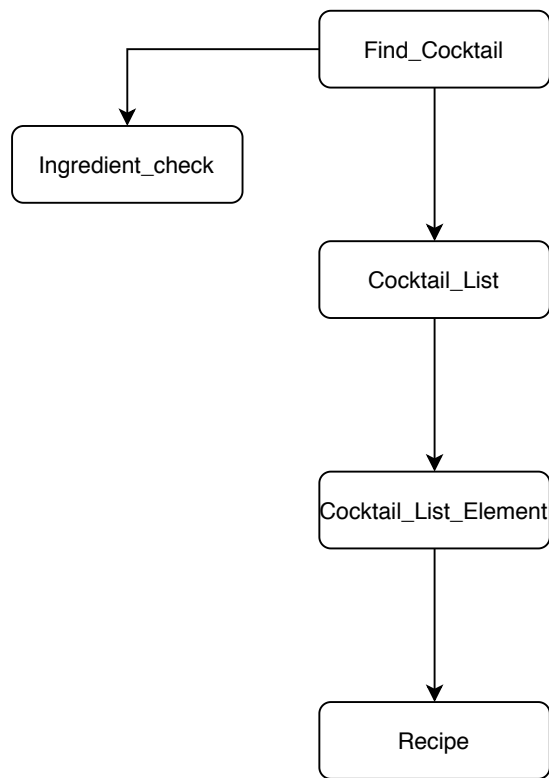 Find_Cocktail
Ingredient_check
Cocktail_List
Cocktail_List_Element
Recipe